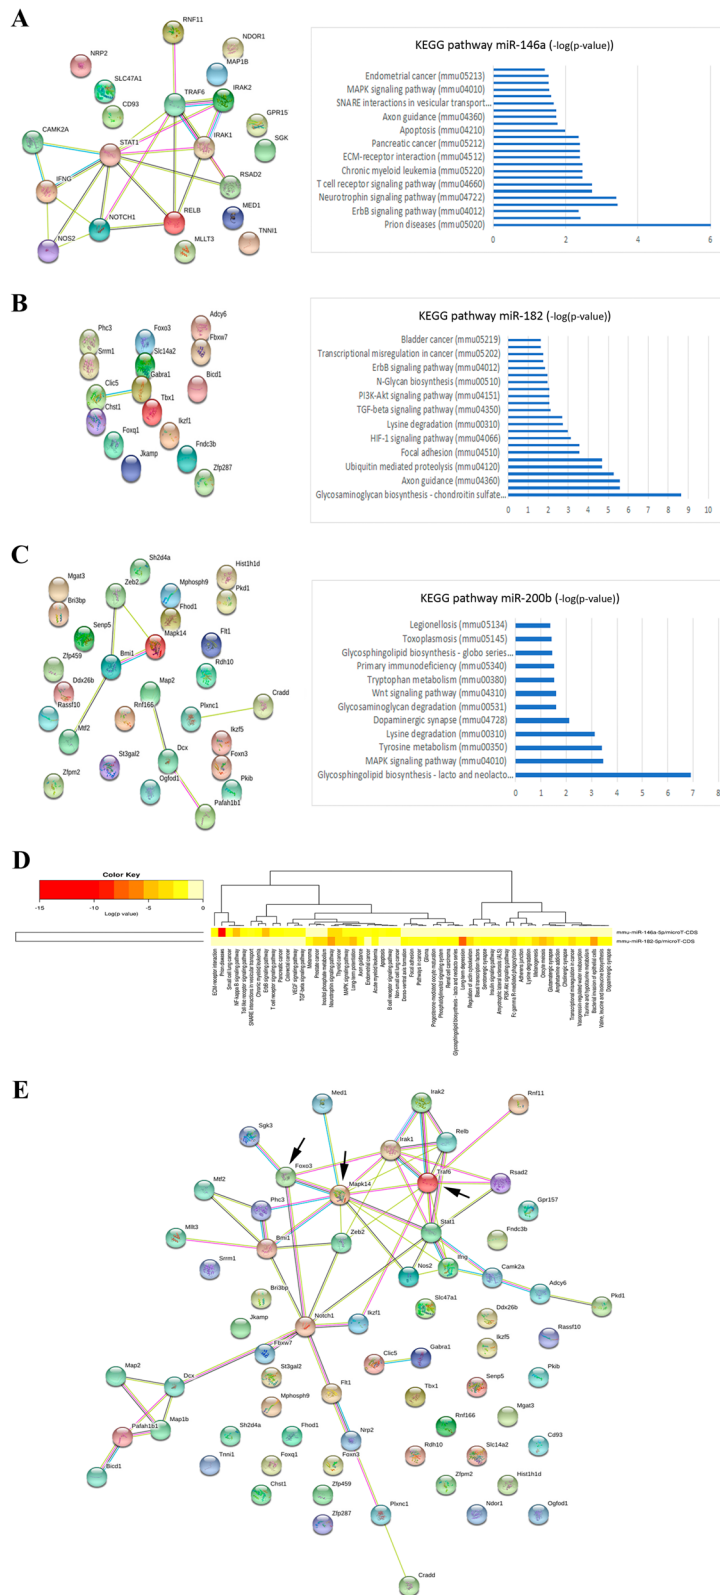 A
RNF11
NRP2
NDOR1
MAP1B
SLC47A1
TRAF6
IRAK2
CD93
GPR15
CAMK2A
STAT1
IRAK1
SGK
IFNG
RSAD2
NOTCH1
RELB
MED1
NOS2
MLLT3
TNNI1
KEGG pathway miR-146a (-log(p-value))
Endometrial cancer (mmu05213)
MAPK signaling pathway (mmu04010)
SNARE interactions in vesicular transport...
Axon guidance (mmu04360)
Apoptosis (mmu04210)
Pancreatic cancer (mmu05212)
ECM-receptor interaction (mmu04512)
Chronic myeloid leukemia (mmu05220)
T cell receptor signaling pathway (mmu04660)
Neurotrophin signaling pathway (mmu04722)
ErbB signaling pathway (mmu04012)
Prion diseases (mmu05020)
0 2 4 6
B
Phc3
Foxo3
Adcy6
Fbxw7
Srrm1
Slc14a2
Clic5
Gabra1
Bicd1
Chst1
Tbx1
Foxq1
Ikzf1
Jkamp
Fndc3b
Zfp287
KEGG pathway miR-182 (-log(p-value))
Bladder cancer (mmu05219)
Transcriptional misregulation in cancer (mmu05202)
ErbB signaling pathway (mmu04012)
N-Glycan biosynthesis (mmu00510)
PI3K-Akt signaling pathway (mmu04151)
TGF-beta signaling pathway (mmu04350)
Lysine degradation (mmu00310)
HIF-1 signaling pathway (mmu04066)
Focal adhesion (mmu04510)
Ubiquitin mediated proteolysis (mmu04120)
Axon guidance (mmu04360)
Glycosaminoglycan biosynthesis - chondroitin sulfate...
0 1 2 3 4 5 6 7 8 9 10
C
Sh2d4a
Hist1h1d
Mgat3
Zeb2
Mphosph9
Pkd1
Bri3bp
Fhod1
Senp5
Mapk14
Flt1
Zfp459
Bmi1
Rdh10
Ddx26b
Map2
Cradd
Rassf10
Rnf166
Plxnc1
Mtf2
Dcx
Ikzf5
St3gal2
Foxn3
Zfpm2
Ogfod1
Pkib
Pafah1b1
KEGG pathway miR-200b (-log(p-value))
Legionellosis (mmu05134)
Toxoplasmosis (mmu05145)
Glycosphingolipid biosynthesis - globo series...
Primary immunodeficiency (mmu05340)
Tryptophan metabolism (mmu00380)
Wnt signaling pathway (mmu04310)
Glycosaminoglycan degradation (mmu00531)
Dopaminergic synapse (mmu04728)
Lysine degradation (mmu00310)
Tyrosine metabolism (mmu00350)
MAPK signaling pathway (mmu04010)
Glycosphingolipid biosynthesis - lacto and neolacto...
0 1 2 3 4 5 6 7 8
D
Color Key
-15 -10 -5 0
Log(p value)
mmu-miR-146a-5p/microT-CDS
mmu-miR-182-5p/microT-CDS
E
Med1
Irak2
Rnf11
Sgk3
Irak1
Relb
Foxo3
Mapk14
Traf6
Rsad2
Mtf2
Phc3
Gpr157
Stat1
Fndc3b
Mllt3
Bmi1
Zeb2
Srrm1
Nos2
Ifng
Camk2a
Adcy6
Pkd1
Bri3bp
Slc47a1
Jkamp
Notch1
Ikzf1
Ddx26b
Rassf10
Fbxw7
Ikzf5
Clic5
Gabra1
Map2
Dcx
St3gal2
Pkib
Flt1
Tbx1
Senp5
Mphosph9
Mgat3
Pafah1b1
Map1b
Sh2d4a
Fhod1
Nrp2
Rnf166
Cd93
Bicd1
Tnni1
Foxq1
Foxn3
Rdh10
Slc14a2
Chst1
Zfp459
Zfpm2
Hist1h1d
Zfp287
Plxnc1
Ndor1
Ogfod1
Cradd